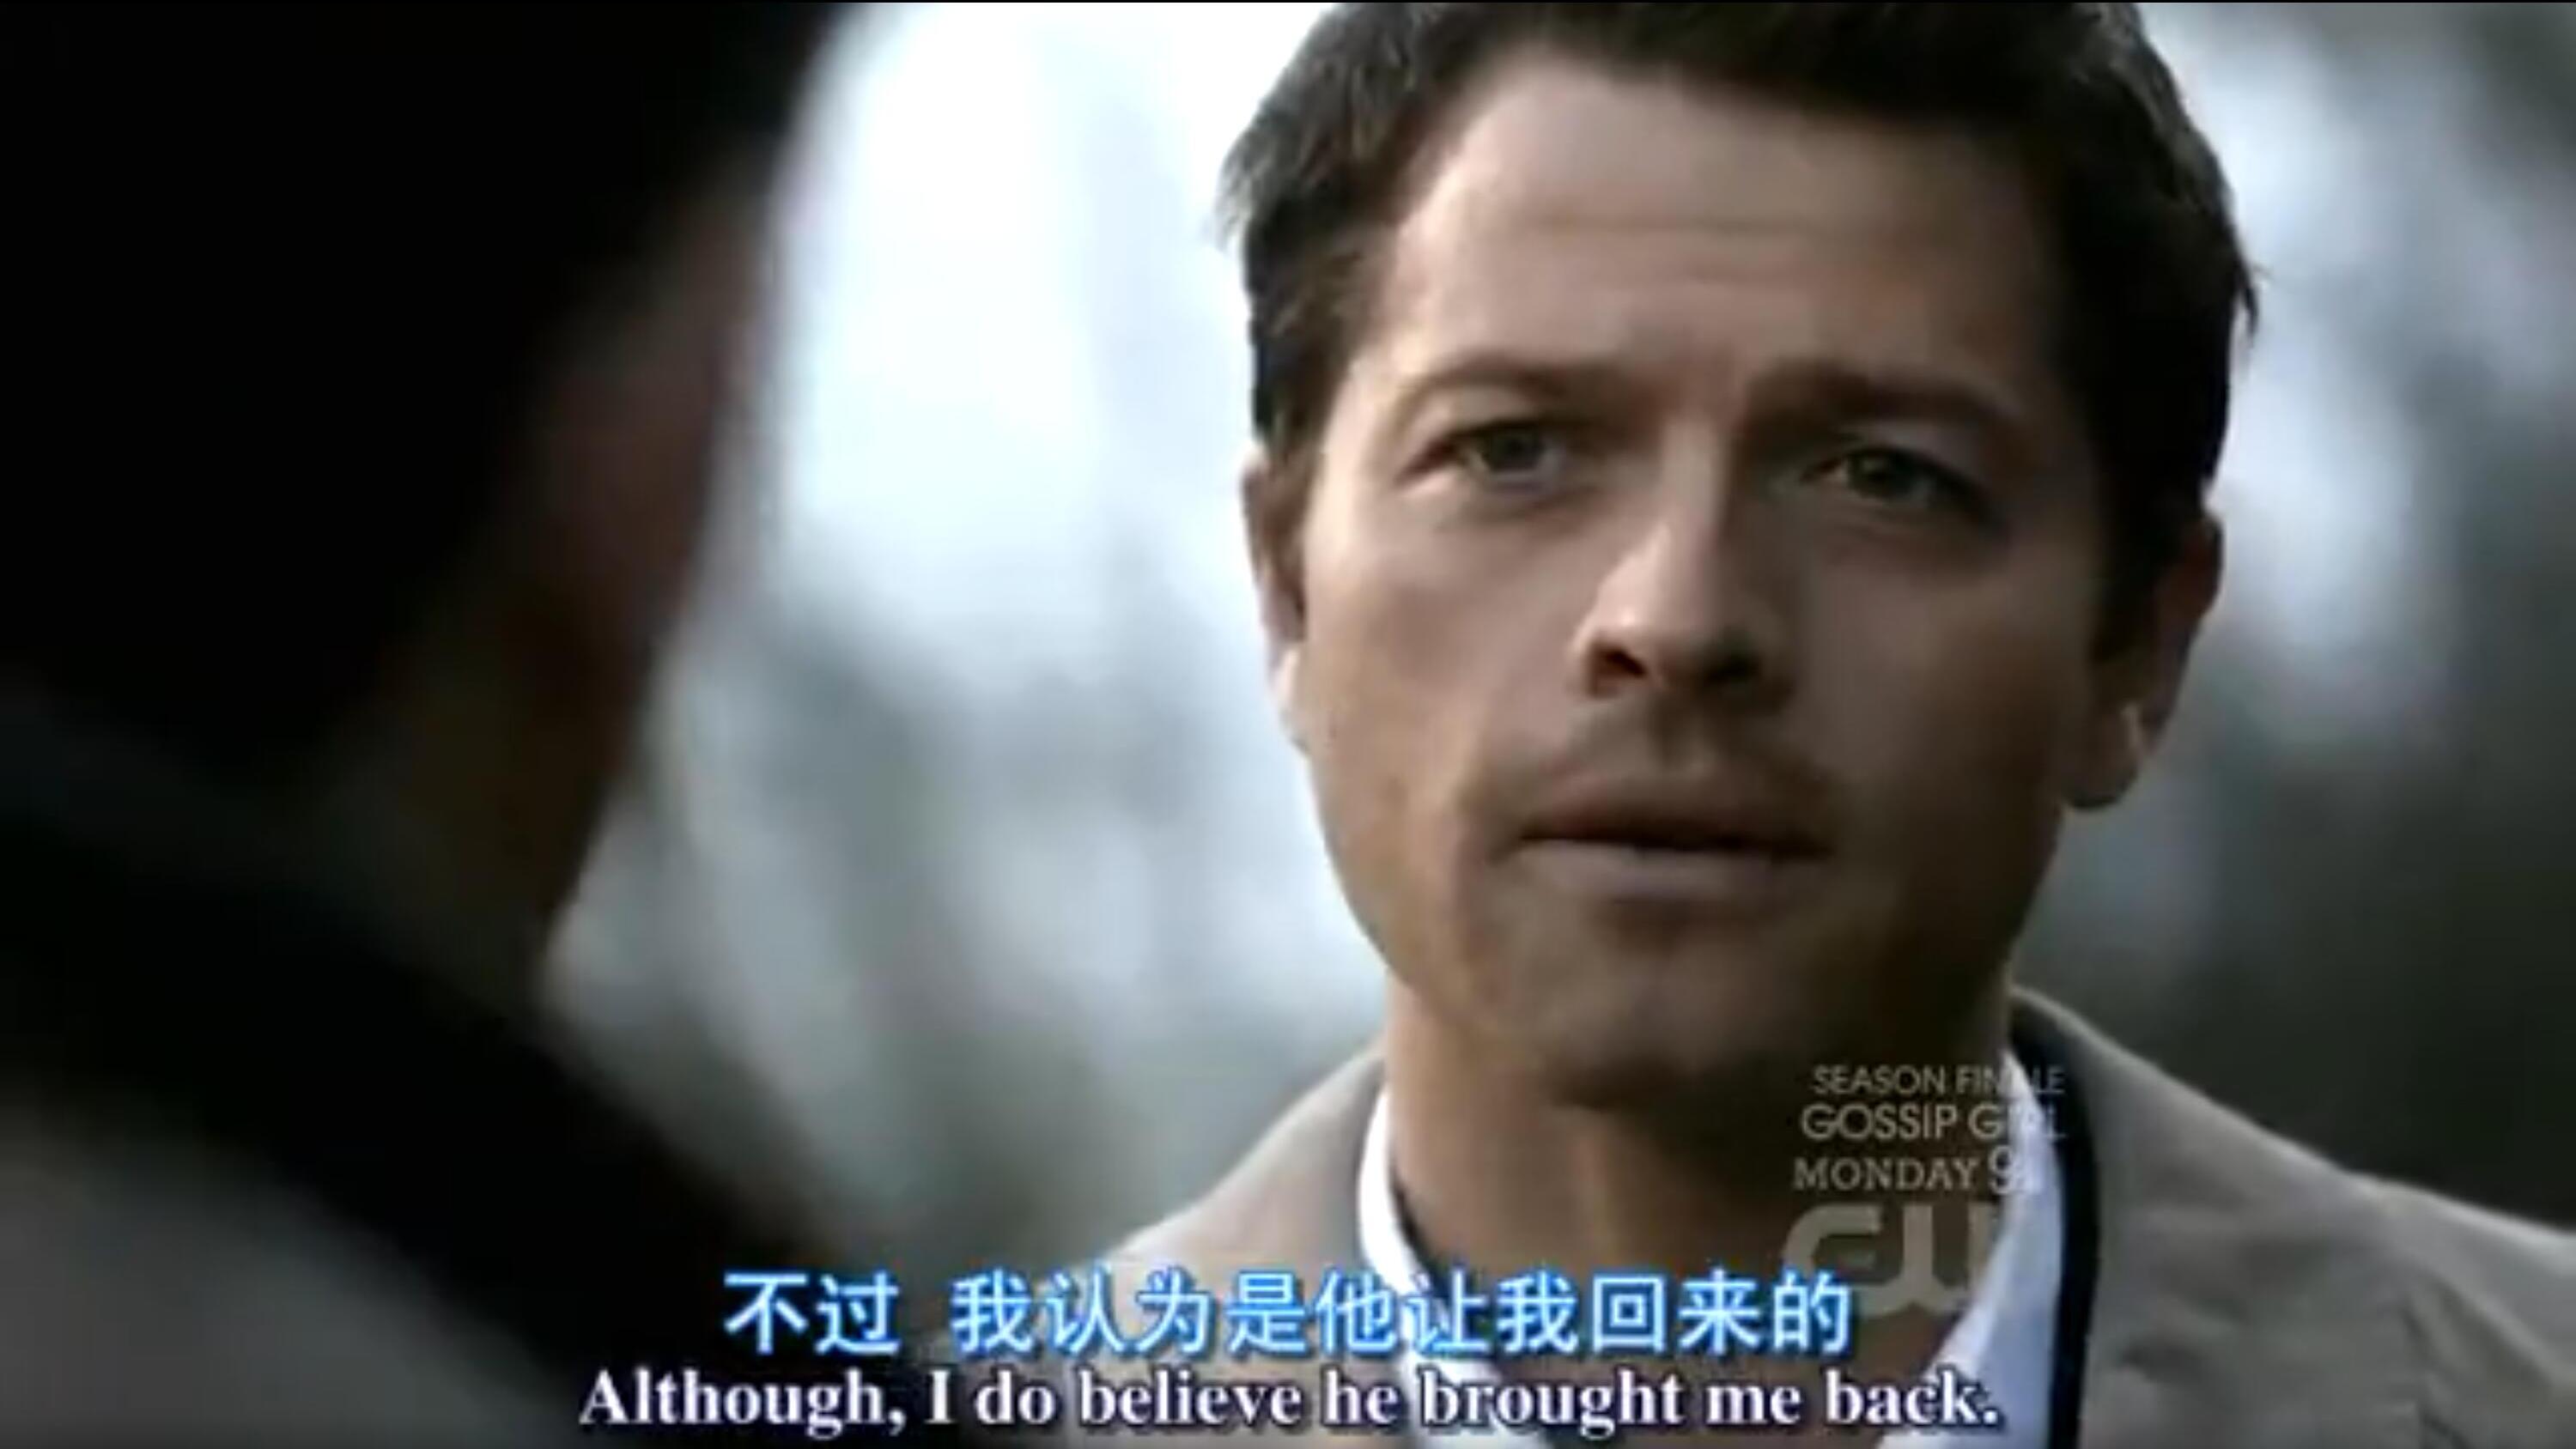 SEASON FINALE
GOSSIP GIRL
MONDAY 9
CW
不过 我认为是他让我回来的
Although, I do believe he brought me back.